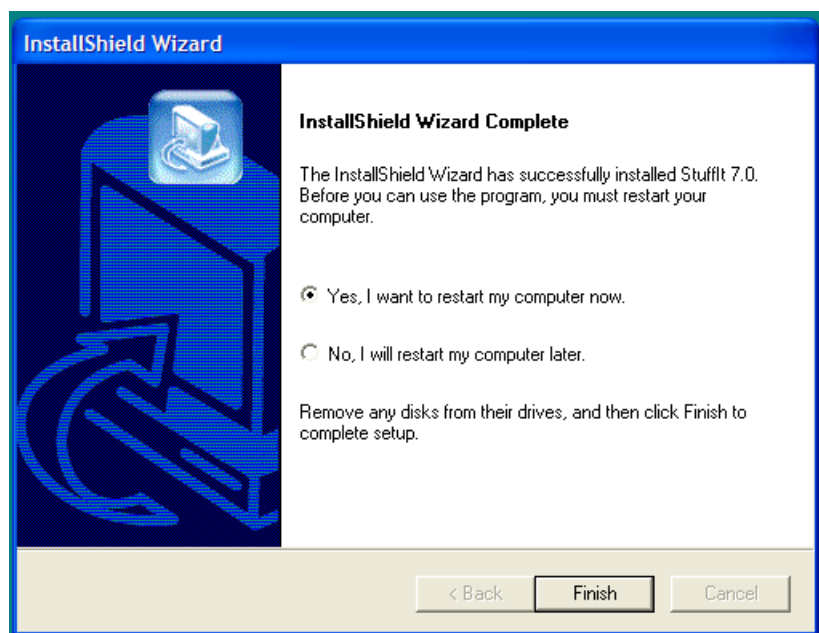 InstallShield Wizard
InstallShield Wizard Complete
The InstallShield Wizard has successfully installed StuffIt 7.0.
Before you can use the program, you must restart your
computer.
Yes, I want to restart my computer now.
No, I will restart my computer later.
Remove any disks from their drives, and then click Finish to
complete setup.
< Back
Finish
Cancel